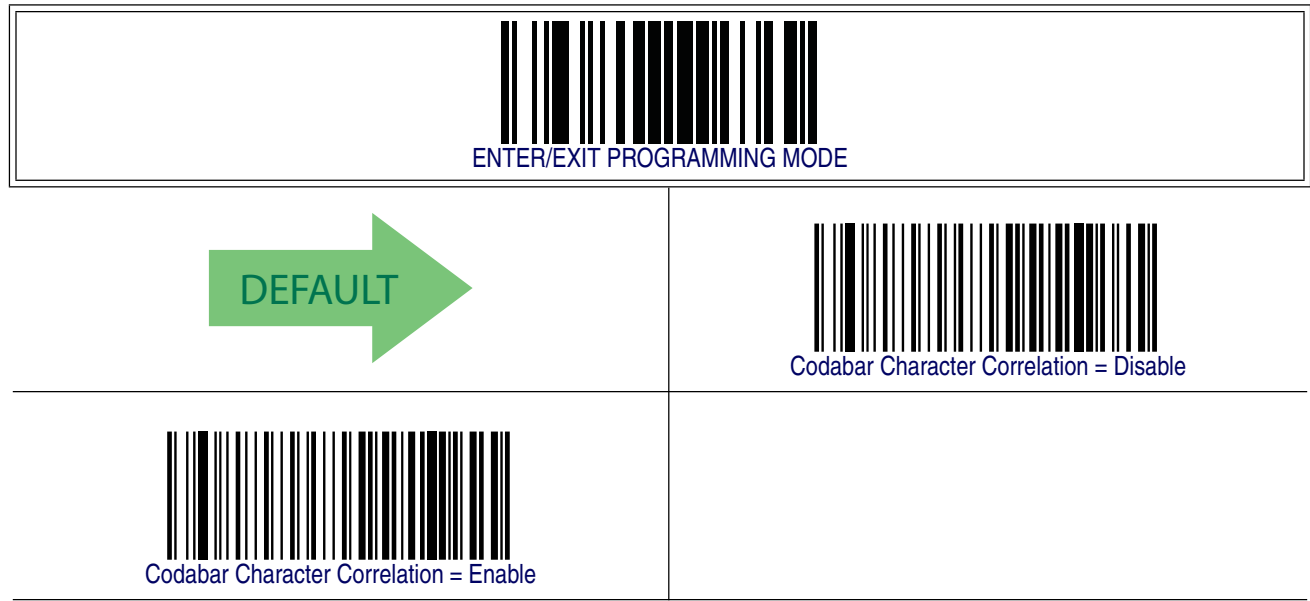 ENTER/EXIT PROGRAMMING MODE
DEFAULT
Codabar Character Correlation = Disable
Codabar Character Correlation = Enable